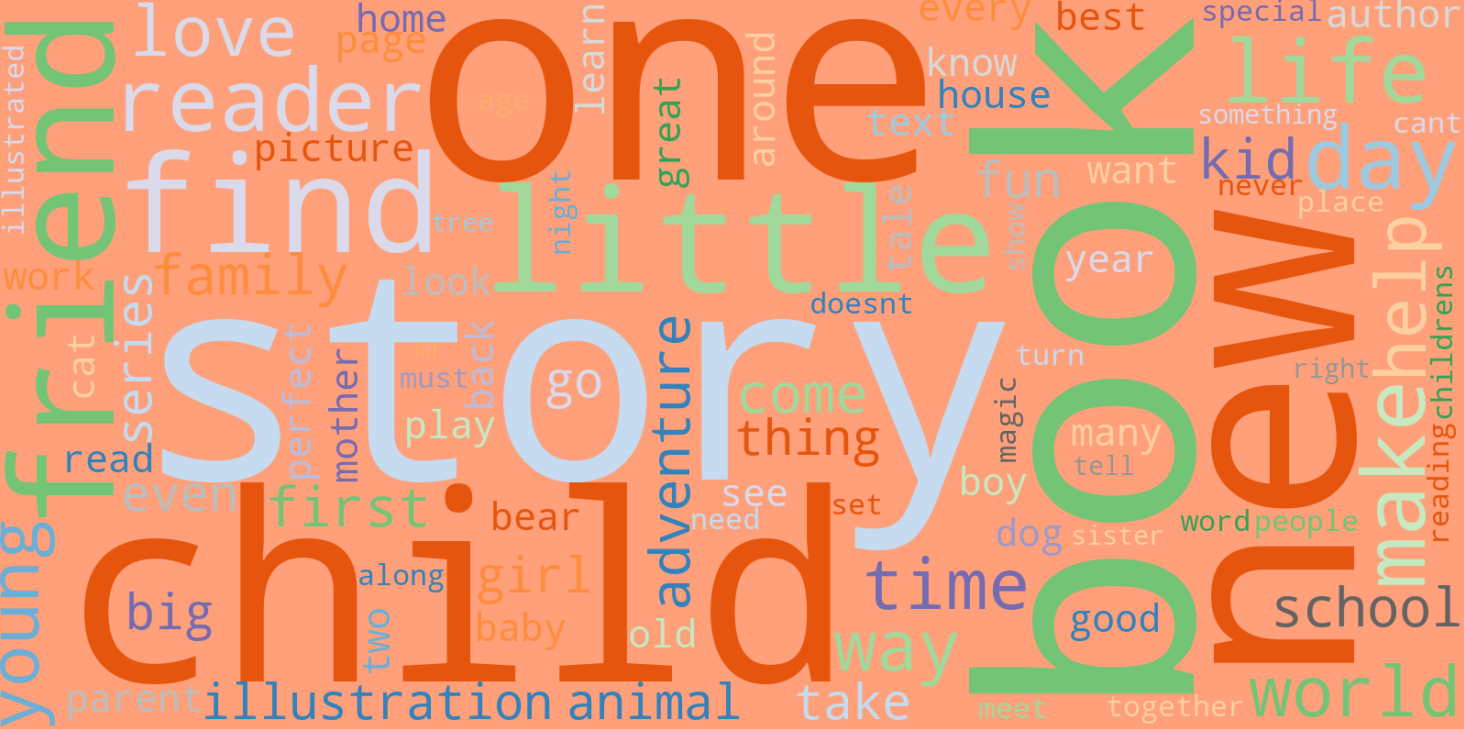 illustrated
friend
love
home
page
reader
picture
find
one
age
learn
great
around
every
know
house
text
best
special
author
life
something
cant
kid
day
never
place
want
fun
show
tale
little
night
tree
look
work
family
series
cat
read
story
perfect
mother
mr
must
back
play
go
doesnt
adventure
come
thing
turn
magic
year
book
many
tell
right
new
help
make
childrens
reading
word
people
sister
dog
boy
see
need
set
even
first
bear
child
along
girl
baby
two
big
young
parent
illustration
animal
old
time
way
take
good
meet
together
school
world